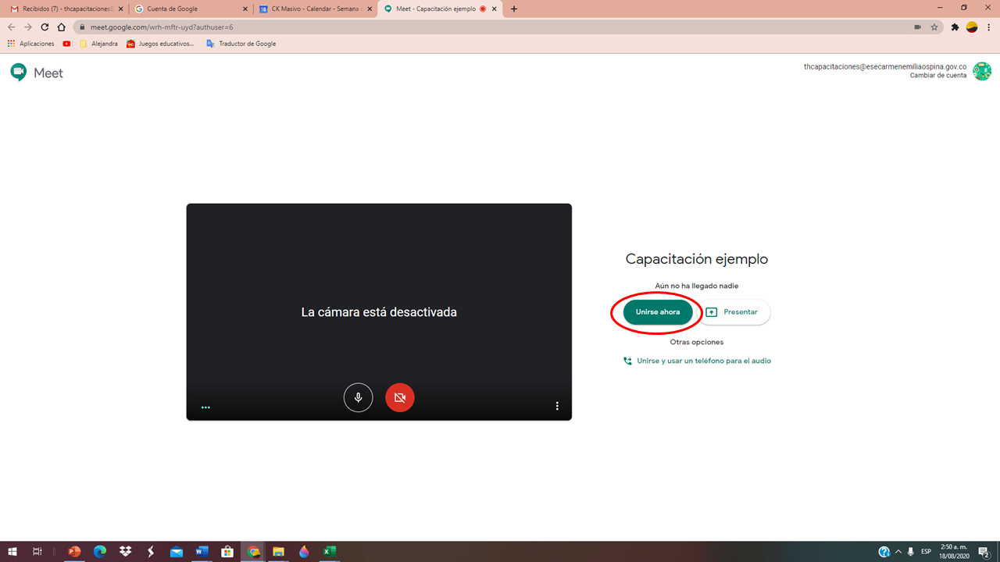 Recibidos (7) - thcapacitaciones
Cuenta de Google
18 CK Masivo - Calendar - Semana
Meet - Capacitación ejemplo
meet.google.com/wrh-mftr-uyd?authuser=6
Aplicaciones
Alejandra
Juegos educativos...
Traductor de Google
Meet
thcapacitaciones@esecarmenemiliaospina.gov.co
Cambiar de cuenta
La cámara está desactivada
Capacitación ejemplo
Aún no ha llegado nadie
Unirse ahora
Presentar
Otras opciones
Unirse y usar un teléfono para el audio
ESP
2:50 a. m.
18/08/2020
2